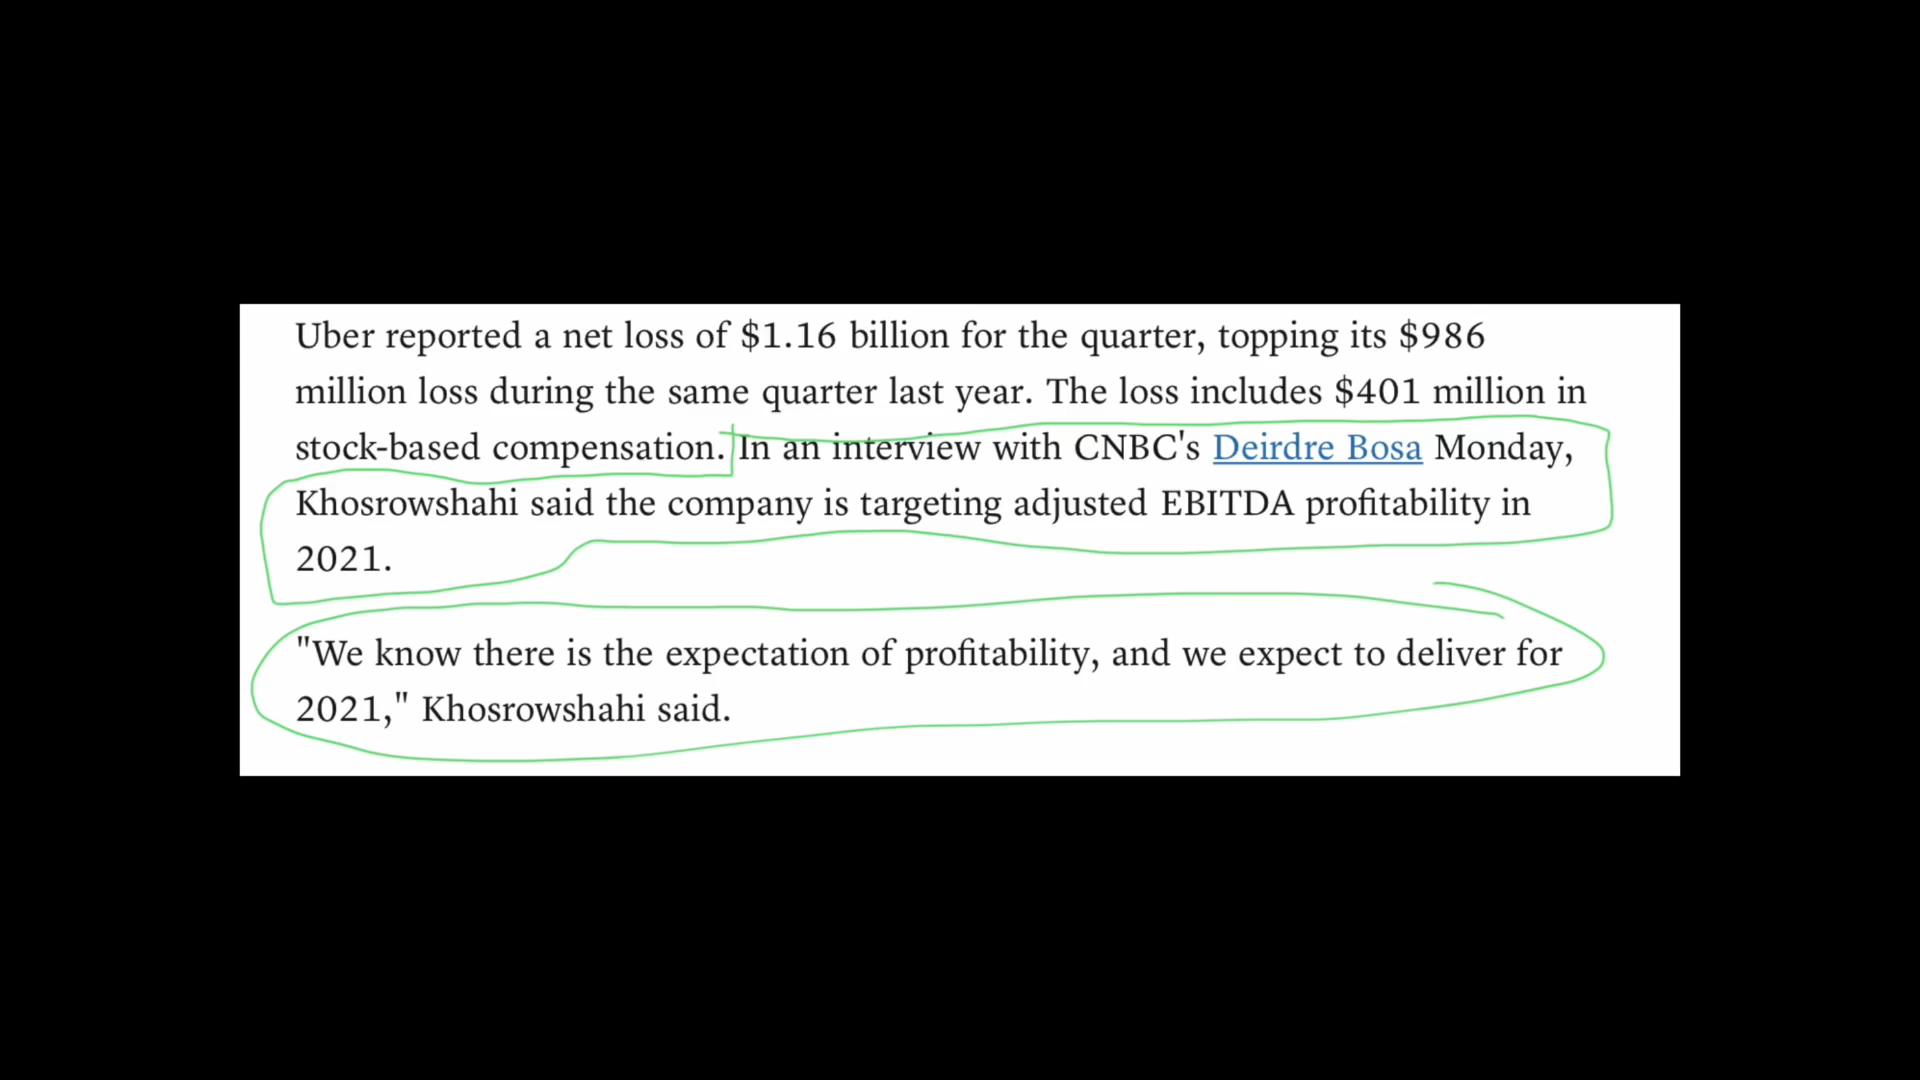 Uber reported a net loss of $1.16 billion for the quarter, topping its $986
million loss during the same quarter last year. The loss includes $401 million in
stock-based compensation. In an interview with CNBC's Deirdre Bosa Monday,
Khosrowshahi said the company is targeting adjusted EBITDA profitability in
2021.
"We know there is the expectation of profitability, and we expect to deliver for
2021," Khosrowshahi said.